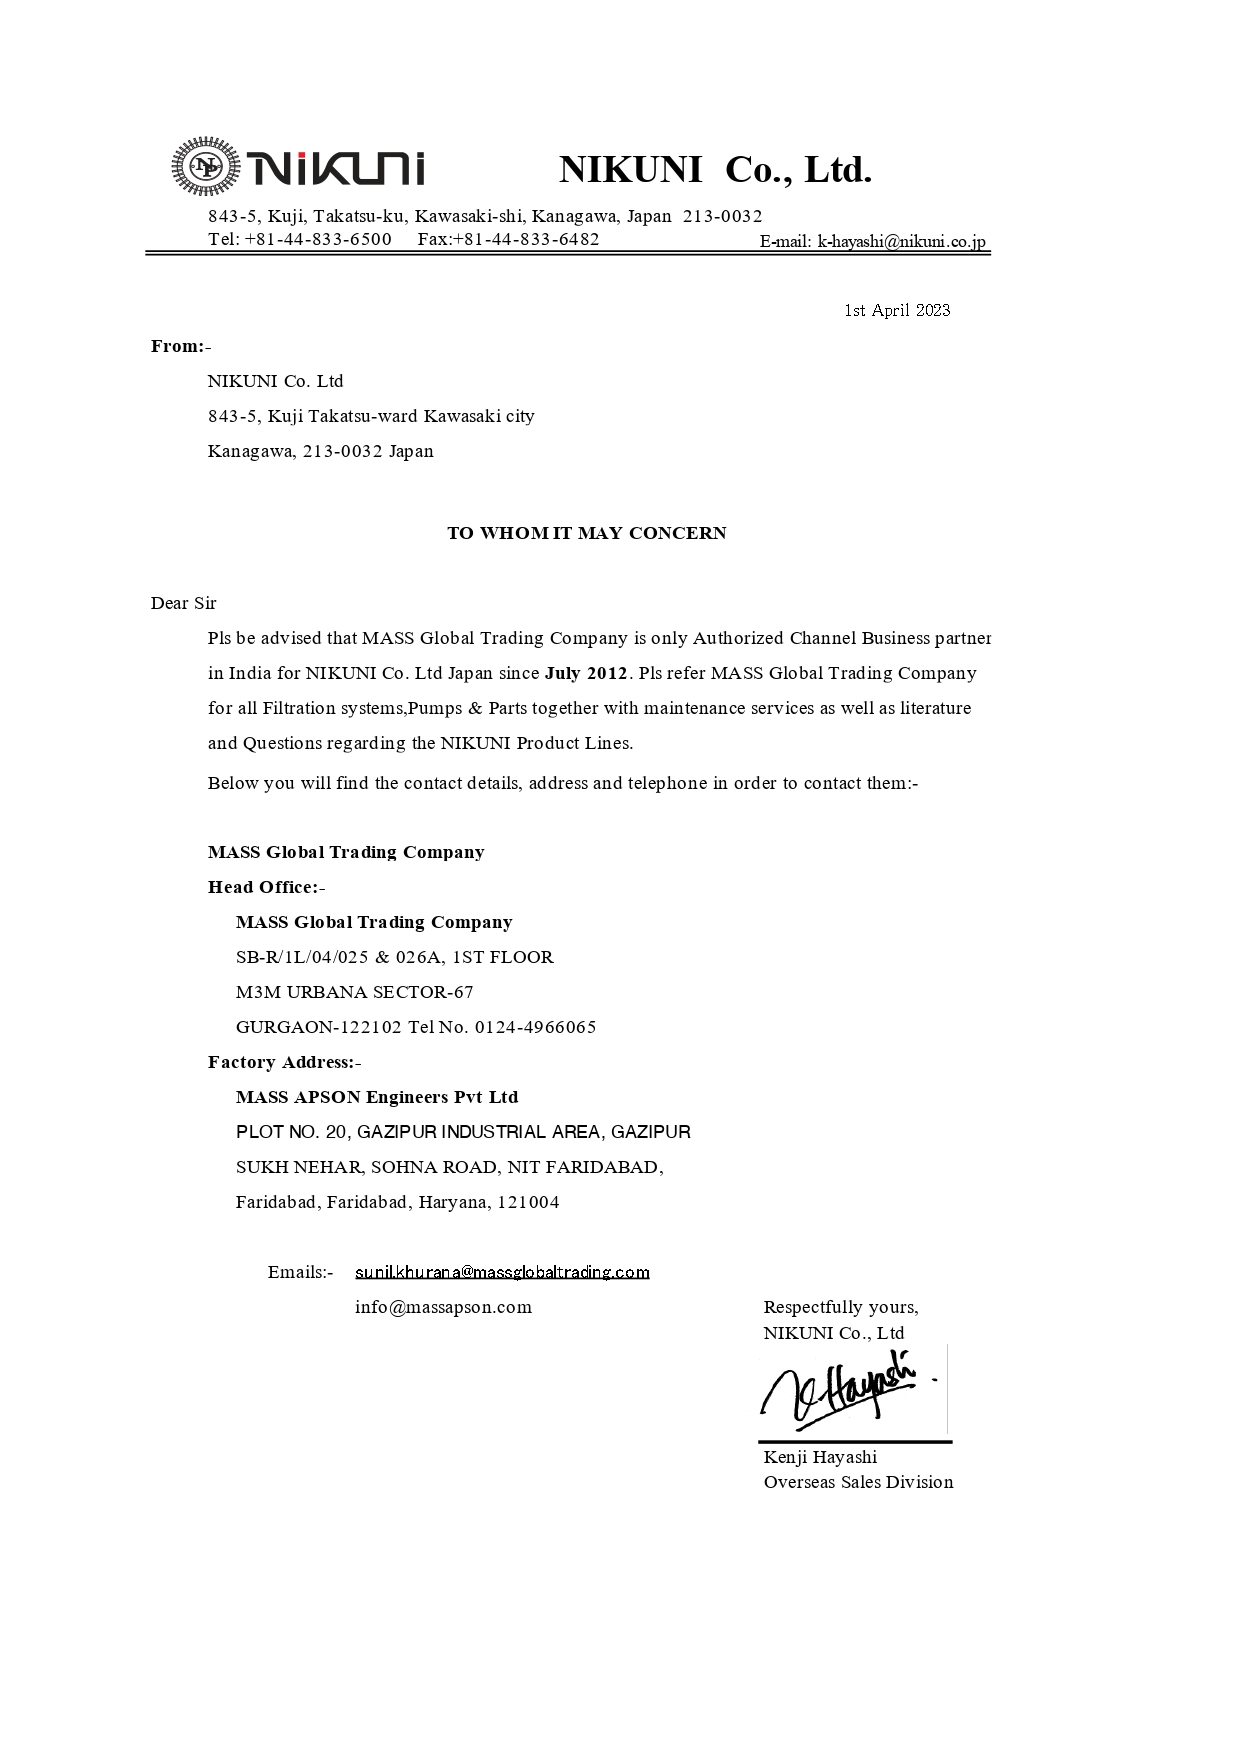 NP NiKUNi NIKUNI Co., Ltd.
843-5, Kuji, Takatsu-ku, Kawasaki-shi, Kanagawa, Japan 213-0032
Tel: +81-44-833-6500 Fax:+81-44-833-6482 E-mail: k-hayashi@nikuni.co.jp
1st April 2023
From:-
NIKUNI Co. Ltd
843-5, Kuji Takatsu-ward Kawasaki city
Kanagawa, 213-0032 Japan
TO WHOM IT MAY CONCERN
Dear Sir
Pls be advised that MASS Global Trading Company is only Authorized Channel Business partner
in India for NIKUNI Co. Ltd Japan since July 2012. Pls refer MASS Global Trading Company
for all Filtration systems,Pumps & Parts together with maintenance services as well as literature
and Questions regarding the NIKUNI Product Lines.
Below you will find the contact details, address and telephone in order to contact them:-
MASS Global Trading Company
Head Office:-
MASS Global Trading Company
SB-R/1L/04/025 & 026A, 1ST FLOOR
M3M URBANA SECTOR-67
GURGAON-122102 Tel No. 0124-4966065
Factory Address:-
MASS APSON Engineers Pvt Ltd
PLOT NO. 20, GAZIPUR INDUSTRIAL AREA, GAZIPUR
SUKH NEHAR, SOHNA ROAD, NIT FARIDABAD,
Faridabad, Faridabad, Haryana, 121004
Emails:- sunil.khurana@massglobaltrading.com
info@massapson.com
Respectfully yours,
NIKUNI Co., Ltd
K Hayashi
Kenji Hayashi
Overseas Sales Division